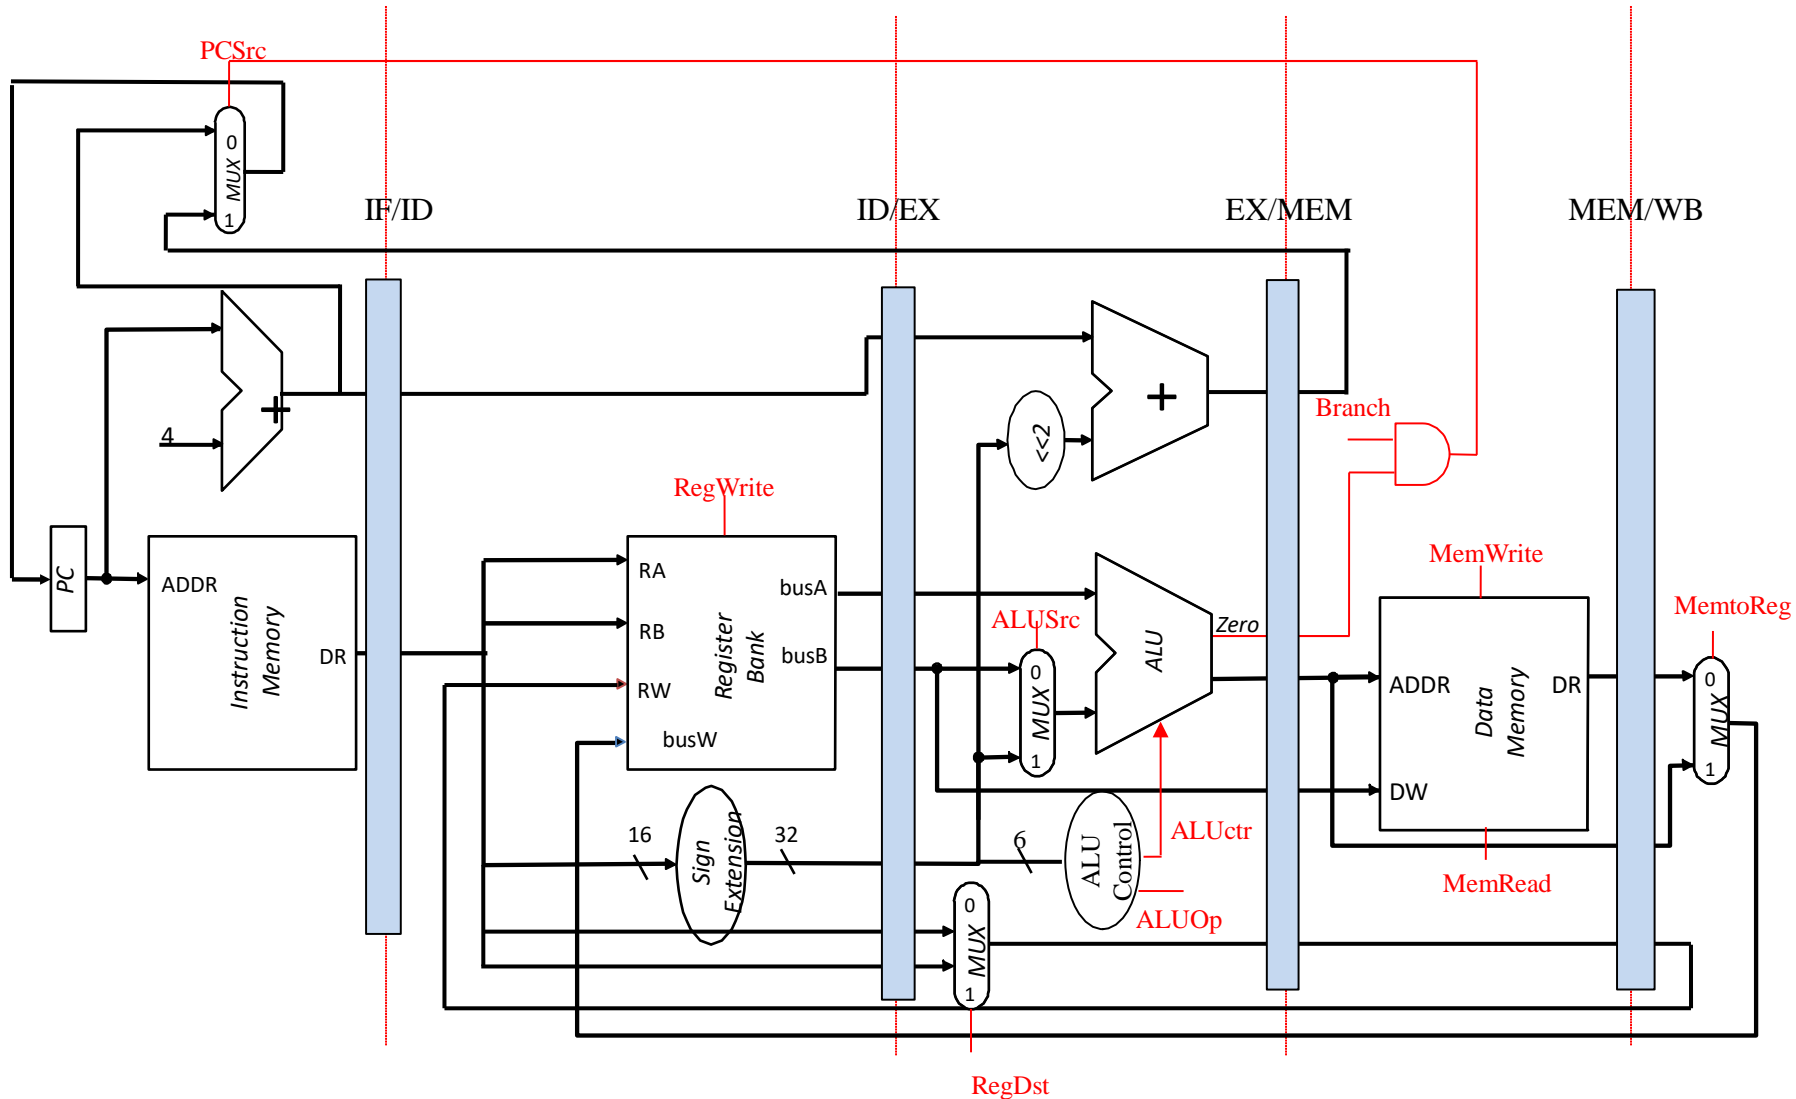 PCSrc
0
MUX
1
IF/ID
ID/EX
EX/MEM
MEM/WB
4
+
+
<<2
Branch
RegWrite
PC
ADDR
Instruction
Memory
DR
RA
RB
RW
busW
Register
Bank
busA
busB
ALUSrc
0
MUX
1
ALU
Zero
MemWrite
ADDR
Data
Memory
DR
DW
MemtoReg
0
MUX
1
16
Sign
Extension
32
6
ALU
Control
ALUctr
ALUOp
MemRead
0
MUX
1
RegDst